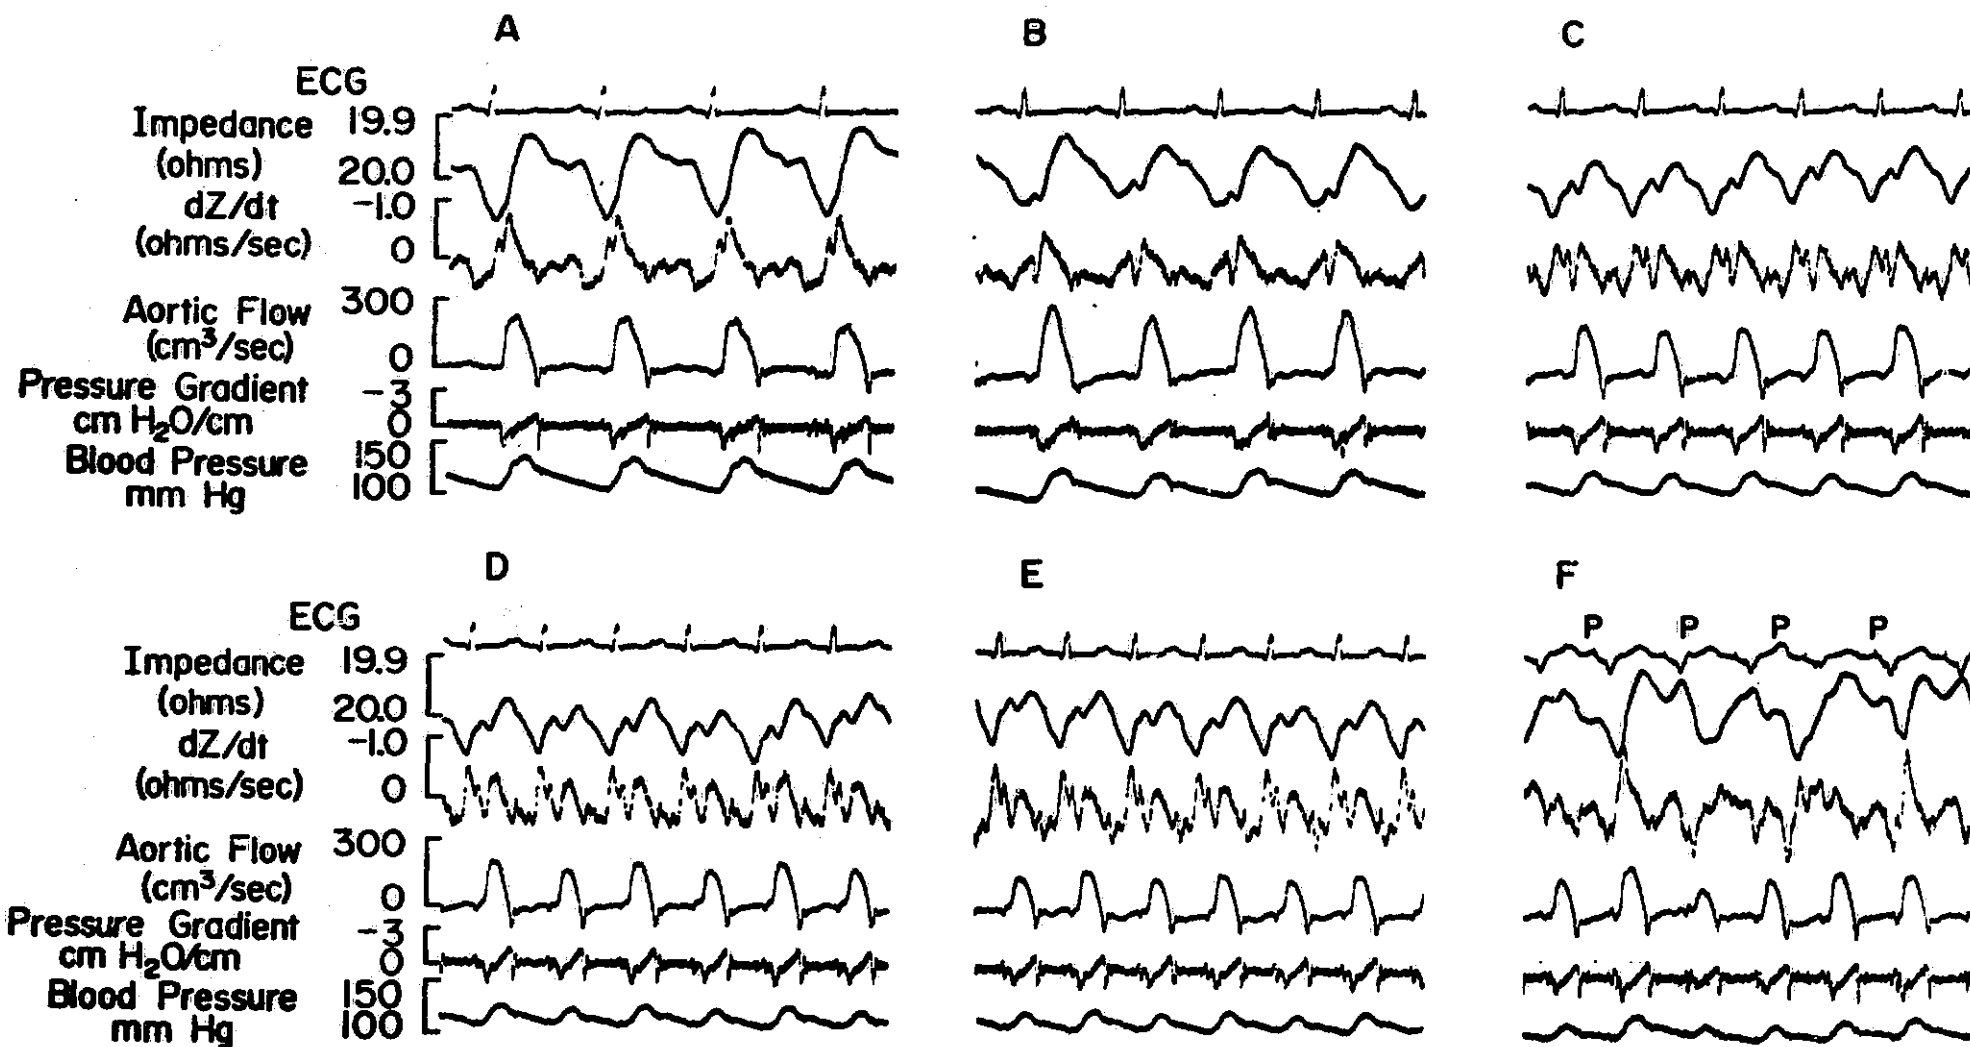 A
B
C
ECG
Impedance 19.9
(ohms) 20.0
dZ/dt -1.0
(ohms/sec) 0
Aortic Flow 300
(cm³/sec) 0
Pressure Gradient -3
cm H₂O/cm 0
Blood Pressure 150
mm Hg 100
D
E
F
ECG
P P P P
Impedance 19.9
(ohms) 20.0
dZ/dt -1.0
(ohms/sec) 0
Aortic Flow 300
(cm³/sec) 0
Pressure Gradient -3
cm H₂O/cm 0
Blood Pressure 150
mm Hg 100